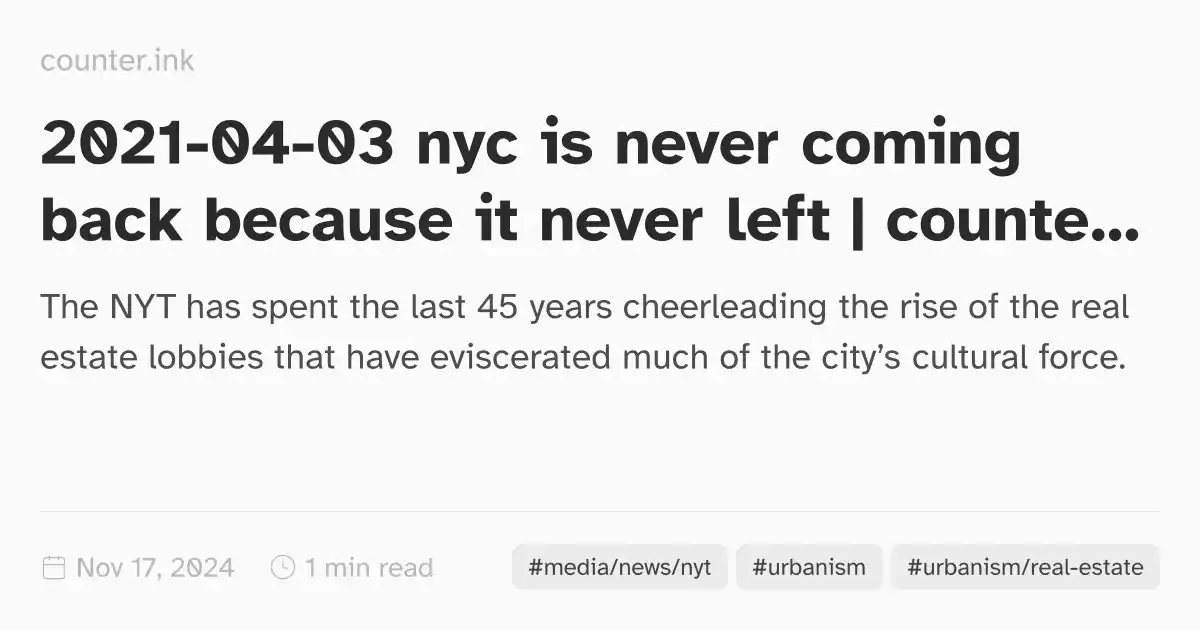 counter.ink
2021-04-03 nyc is never coming
back because it never left | counte...
The NYT has spent the last 45 years cheerleading the rise of the real
estate lobbies that have eviscerated much of the city’s cultural force.
Nov 17, 2024 1 min read #media/news/nyt #urbanism #urbanism/real-estate